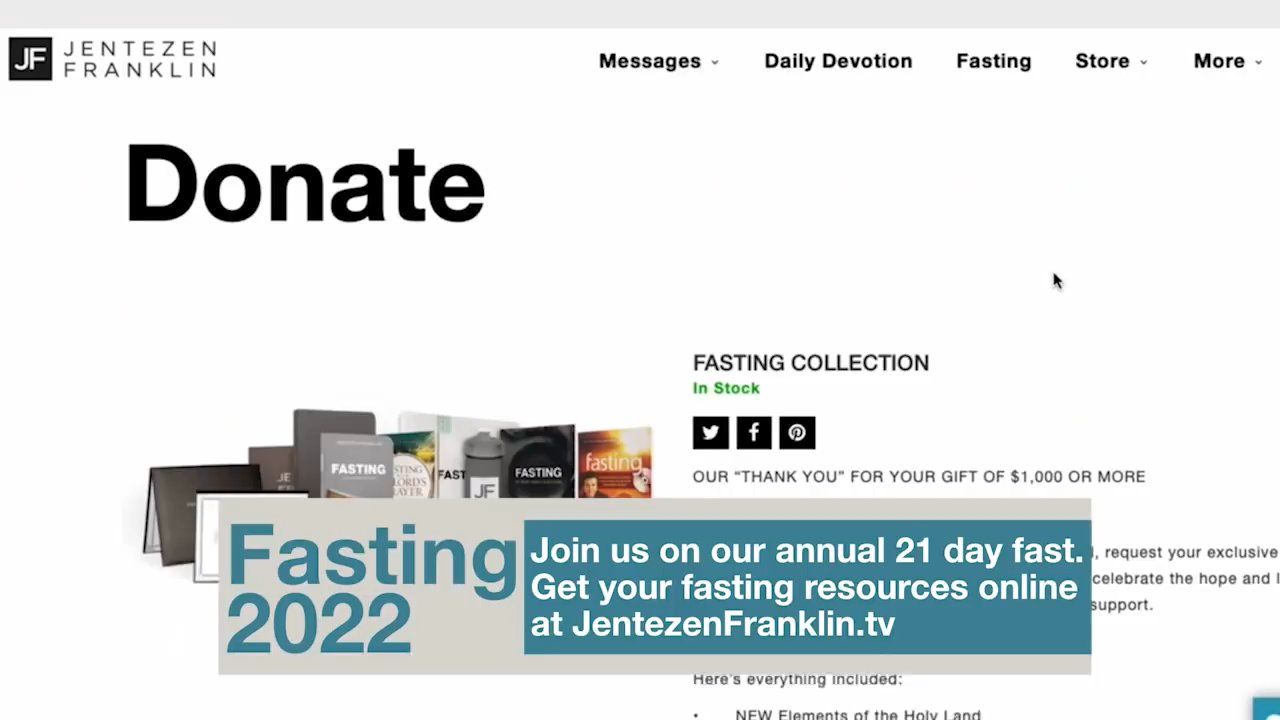 JF JENTEZEN
FRANKLIN
Messages Daily Devotion Fasting Store More
Donate
FASTING COLLECTION
In Stock
OUR “THANK YOU” FOR YOUR GIFT OF $1,000 OR MORE
FASTING
FASTING
fasting
JF
, request your exclusive
celebrate the hope and
support.
Fasting
2022
Join us on our annual 21 day fast.
Get your fasting resources online
at JentezenFranklin.tv
Here's everything included:
• NEW Elements of the Holy Land